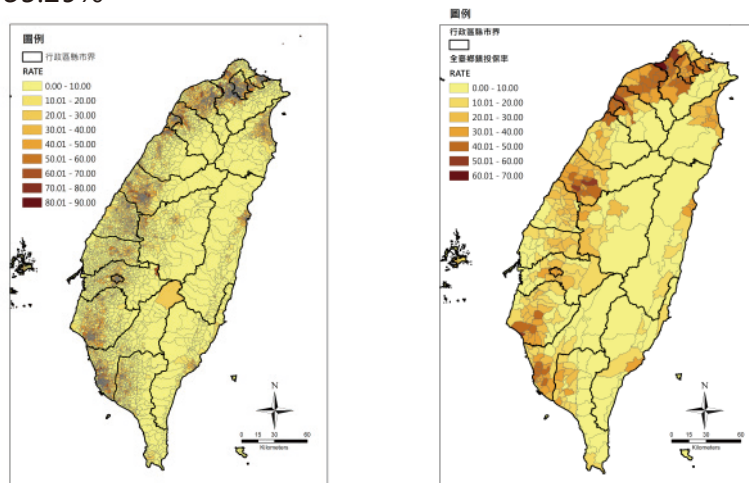 圖例
行政區縣市界
RATE
0.00 - 10.00
10.01 - 20.00
20.01 - 30.00
30.01 - 40.00
40.01 - 50.00
50.01 - 60.00
60.01 - 70.00
70.01 - 80.00
80.01 - 90.00
N
0 15 30 60
Kilometers
圖例
行政區縣市界
全臺鄉鎮投保率
RATE
0.00 - 10.00
10.01 - 20.00
20.01 - 30.00
30.01 - 40.00
40.01 - 50.00
50.01 - 60.00
60.01 - 70.00
N
0 15 30 60
Kilometers